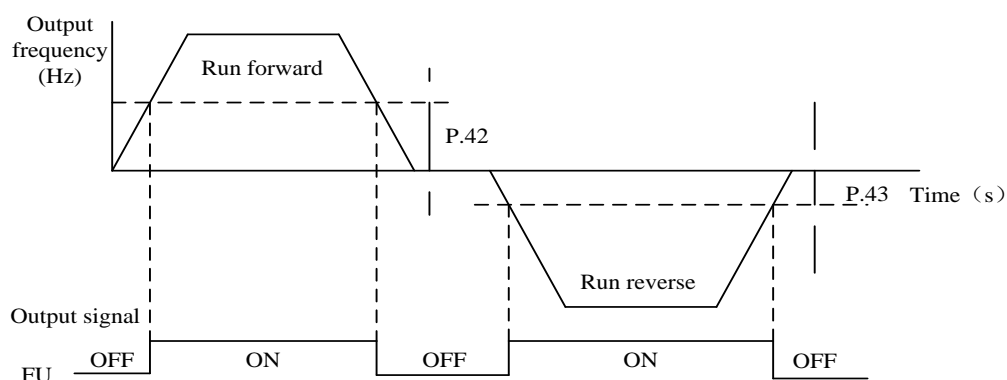 Output
frequency
(Hz)
Run forward
P.42
P.43 Time（s）
Run reverse
Output signal
OFF ON OFF ON OFF
FU